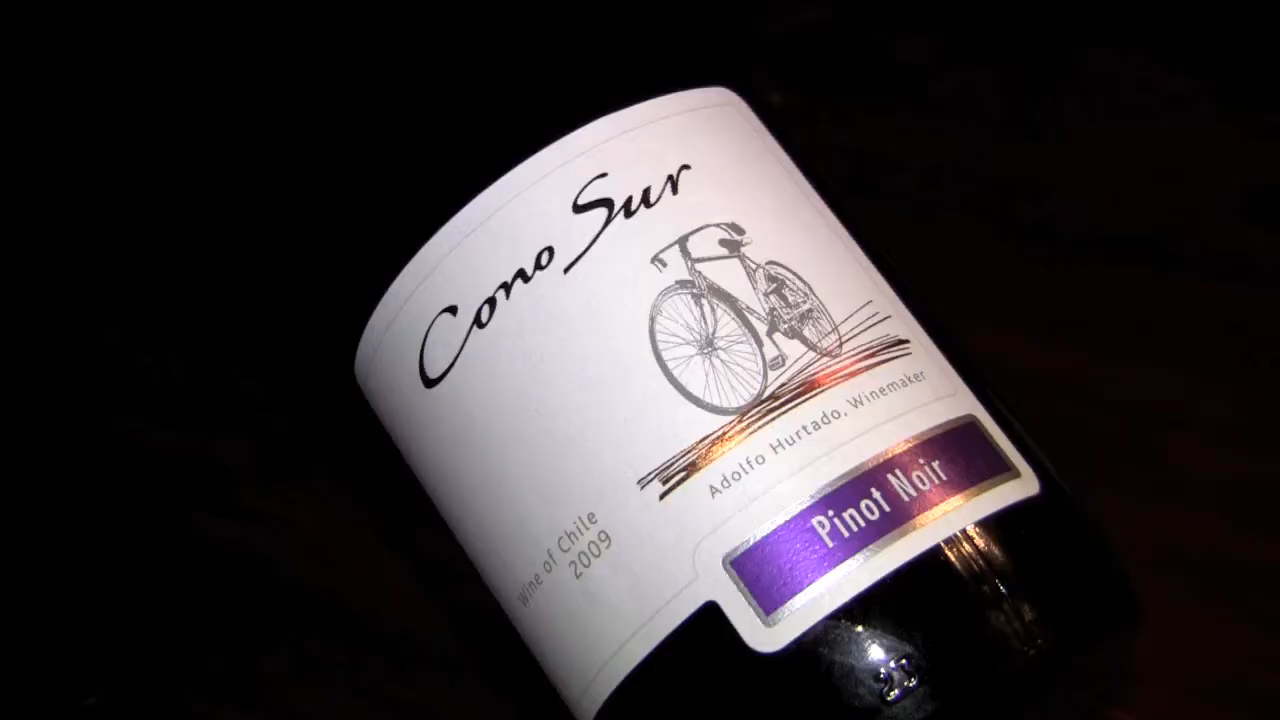 Cono Sur
Adolfo Hurtado, Winemaker
Wine of Chile
2009
Pinot Noir